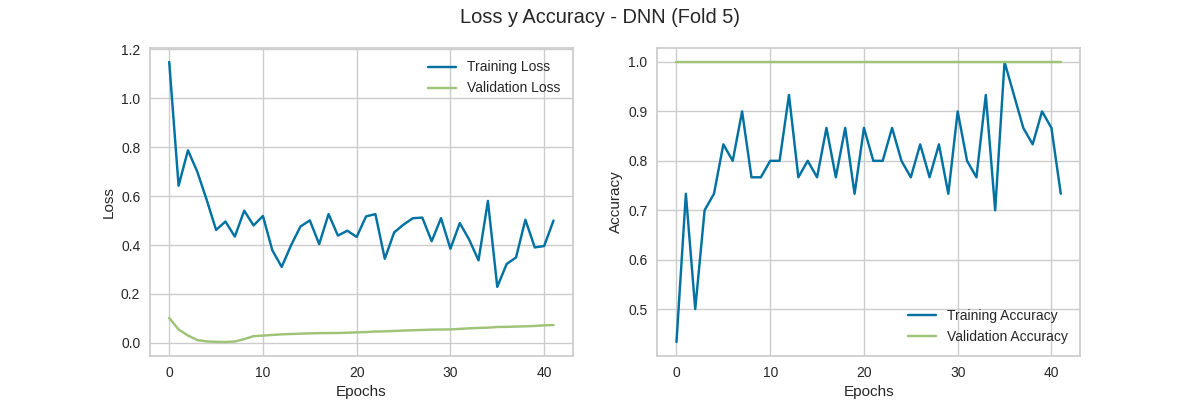 Loss y Accuracy - DNN (Fold 5)
1.2
1.0
0.8
0.6
0.4
0.2
0.0
Loss
0
10
20
30
40
Epochs
Training Loss
Validation Loss
1.0
0.9
0.8
0.7
0.6
0.5
Accuracy
0
10
20
30
40
Epochs
Training Accuracy
Validation Accuracy